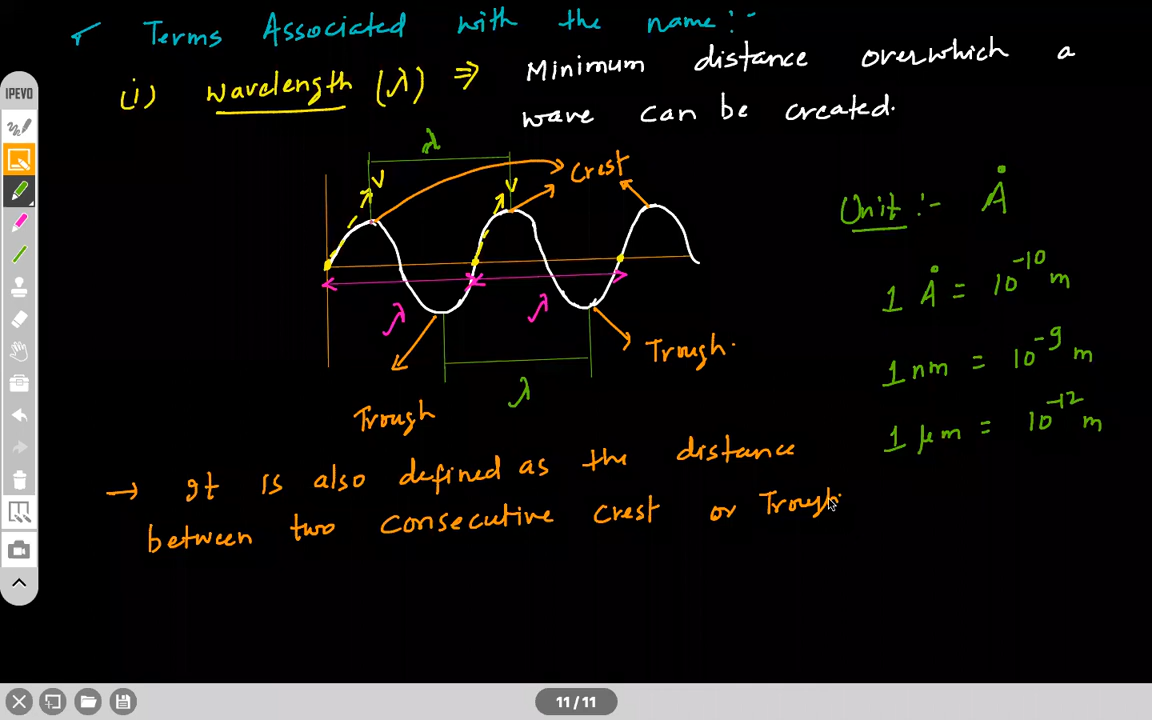 Terms Associated with the name:-
(i) Wavelength (λ) ⇒ Minimum distance overwhich a
wave can be created.
IPEVO
λ
V
V
Crest
λ
λ
Trough
Trough.
λ
Unit :- Å
1 Å = 10⁻¹⁰ m
1 nm = 10⁻⁹ m
1 μm = 10⁻¹² m
→ It is also defined as the distance
between two consecutive crest or Trough.
11/11